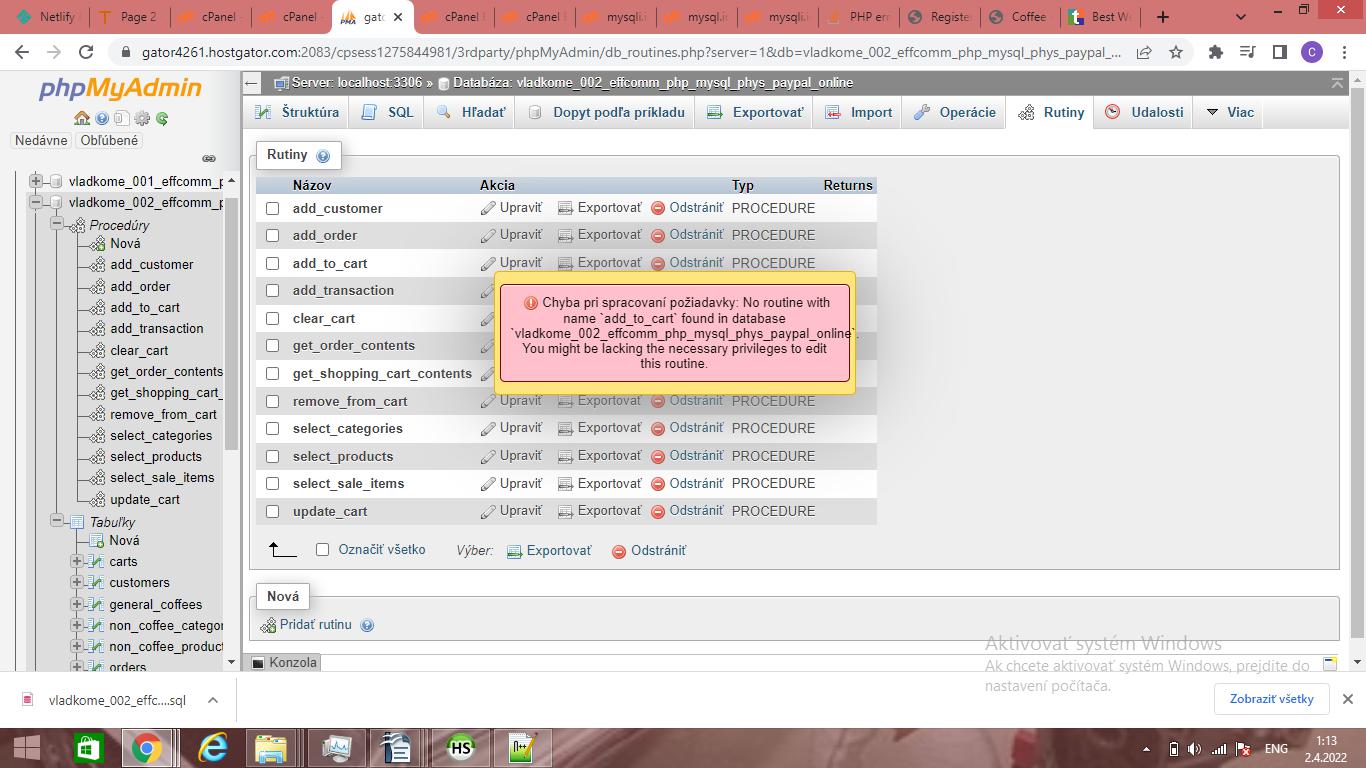 Netlify
Page 2
cPanel -
cPanel
gato
cPanel
cPanel
mysqli.
mysql.in
mysqli.
PHP err
Registe
Coffee
Best We
gator4261.hostgator.com:2083/cpsess1275844981/3rdparty/phpMyAdmin/db_routines.php?server=1&db=vladkome_002_effcomm_php_mysql_phys_paypal_...
C
phpMyAdmin
Nedávne
Obľúbené
vladkome_001_effcomm_p
vladkome_002_effcomm_p
Procedúry
Nová
add_customer
add_order
add_to_cart
add_transaction
clear_cart
get_order_contents
get_shopping_cart_
remove_from_cart
select_categories
select_products
select_sale_items
update_cart
Tabuľky
Nová
carts
customers
general_coffees
non_coffee_categor
non_coffee_product
orders
Server: localhost:3306 » Databáza: vladkome_002_effcomm_php_mysql_phys_paypal_online
Štruktúra
SQL
Hľadať
Dopyt podľa príkladu
Exportovať
Import
Operácie
Rutiny
Udalosti
Viac
Rutiny
Názov Akcia Typ Returns
add_customer Upraviť Exportovať Odstrániť PROCEDURE
add_order Upraviť Exportovať Odstrániť PROCEDURE
add_to_cart Upraviť Exportovať Odstrániť PROCEDURE
add_transaction
clear_cart
get_order_contents
get_shopping_cart_contents
remove_from_cart Upraviť Exportovať Odstrániť PROCEDURE
select_categories Upraviť Exportovať Odstrániť PROCEDURE
select_products Upraviť Exportovať Odstrániť PROCEDURE
select_sale_items Upraviť Exportovať Odstrániť PROCEDURE
update_cart Upraviť Exportovať Odstrániť PROCEDURE
Chyba pri spracovaní požiadavky: No routine with
name `add_to_cart` found in database
`vladkome_002_effcomm_php_mysql_phys_paypal_online`.
You might be lacking the necessary privileges to edit
this routine.
Označiť všetko Výber: Exportovať Odstrániť
Nová
Pridať rutinu
Konzola
Aktivovať systém Windows
Ak chcete aktivovať systém Windows, prejdite do
nastavení počítača.
vladkome_002_effc....sql
Zobraziť všetky
HS
ENG
1:13
2.4.2022